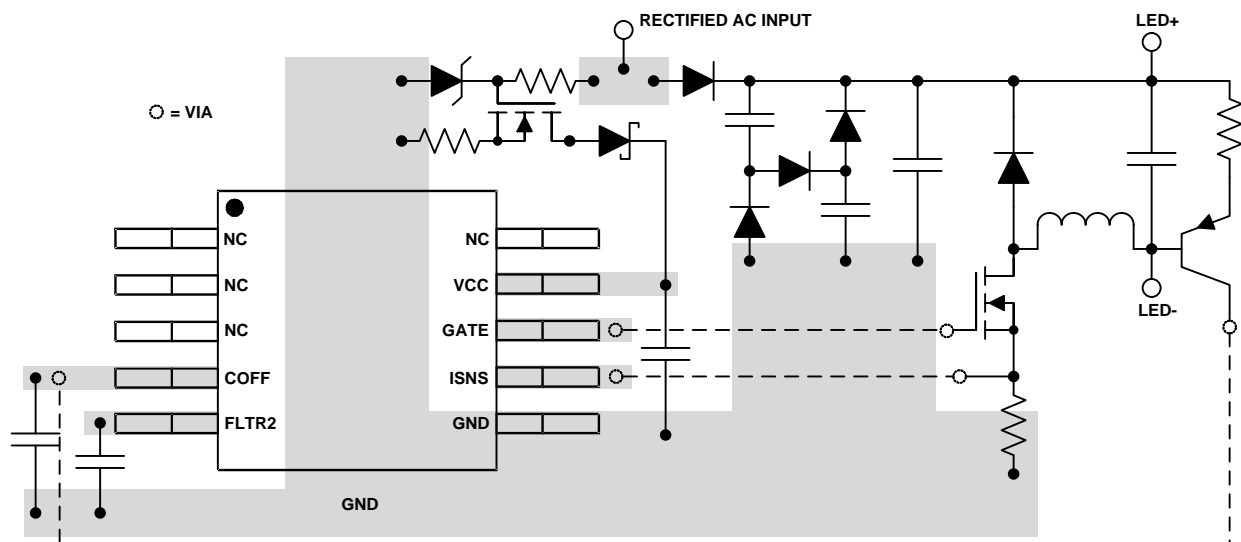 RECTIFIED AC INPUT
LED+
= VIA
NC
NC
NC
VCC
NC
GATE
COFF
ISNS
FLTR2
GND
LED-
GND